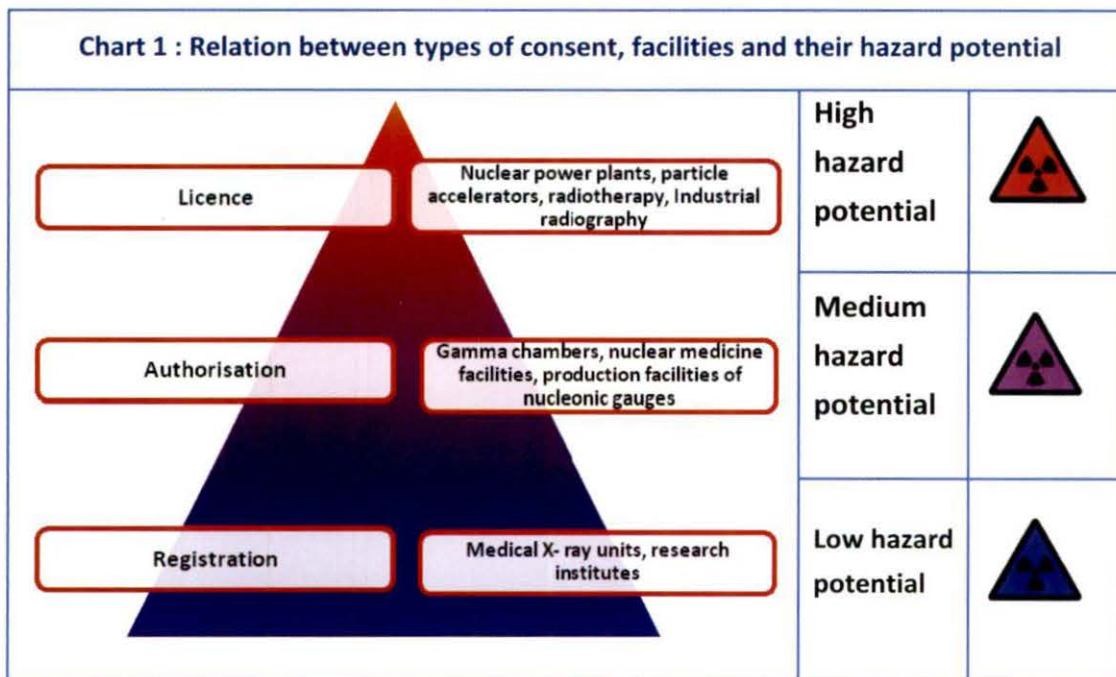 Chart 1 : Relation between types of consent, facilities and their hazard potential
Licence
Nuclear power plants, particle
accelerators, radiotherapy, Industrial
radiography
High
hazard
potential
Authorisation
Gamma chambers, nuclear medicine
facilities, production facilities of
nucleonic gauges
Medium
hazard
potential
Registration
Medical X- ray units, research
institutes
Low hazard
potential